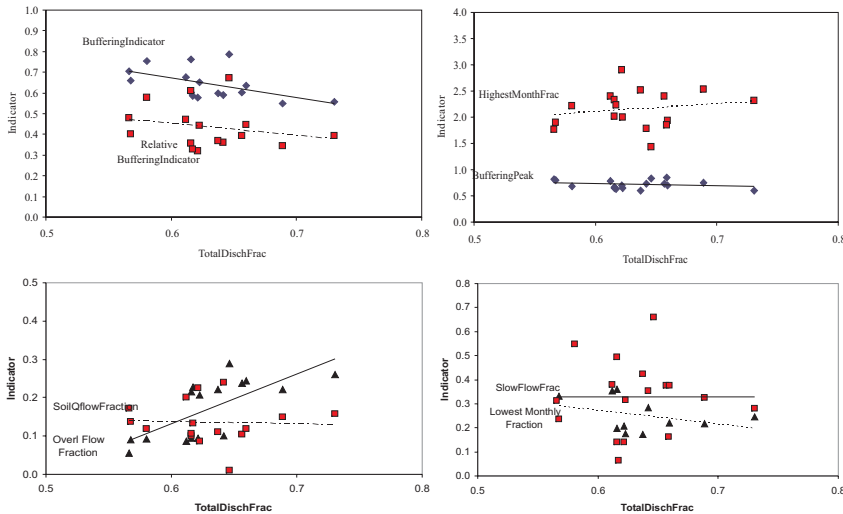 1.0
0.9
0.8
0.7
0.6
0.5
0.4
0.3
0.2
0.1
0.0
Indicator
BufferingIndicator
Relative
BufferingIndicator
0.5 0.6 0.7 0.8
TotalDischFrac
4.0
3.5
3.0
2.5
2.0
1.5
1.0
0.5
0.0
Indicator
HighestMonthFrac
BufferingPeak
0.5 0.6 0.7 0.8
TotalDischFrac
0.5
0.4
0.3
0.2
0.1
0.0
Indicator
SoilQflowFraction
Overl Flow
Fraction
0.5 0.6 0.7 0.8
TotalDischFrac
0.8
0.7
0.6
0.5
0.4
0.3
0.2
0.1
0
Indicator
SlowFlowFrac
Lowest Monthly
Fraction
0.5 0.6 0.7 0.8
TotalDischFrac